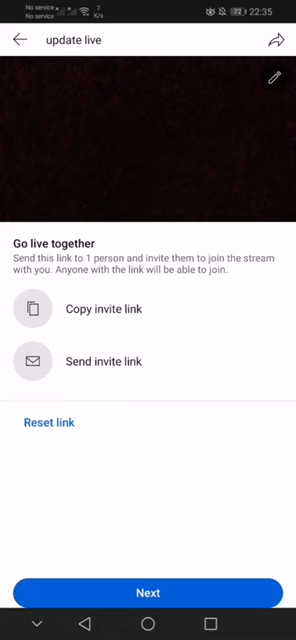 No service
No service
7
K/s
72
22:35
update live
Go live together
Send this link to 1 person and invite them to join the stream
with you. Anyone with the link will be able to join.
Copy invite link
Send invite link
Reset link
Next